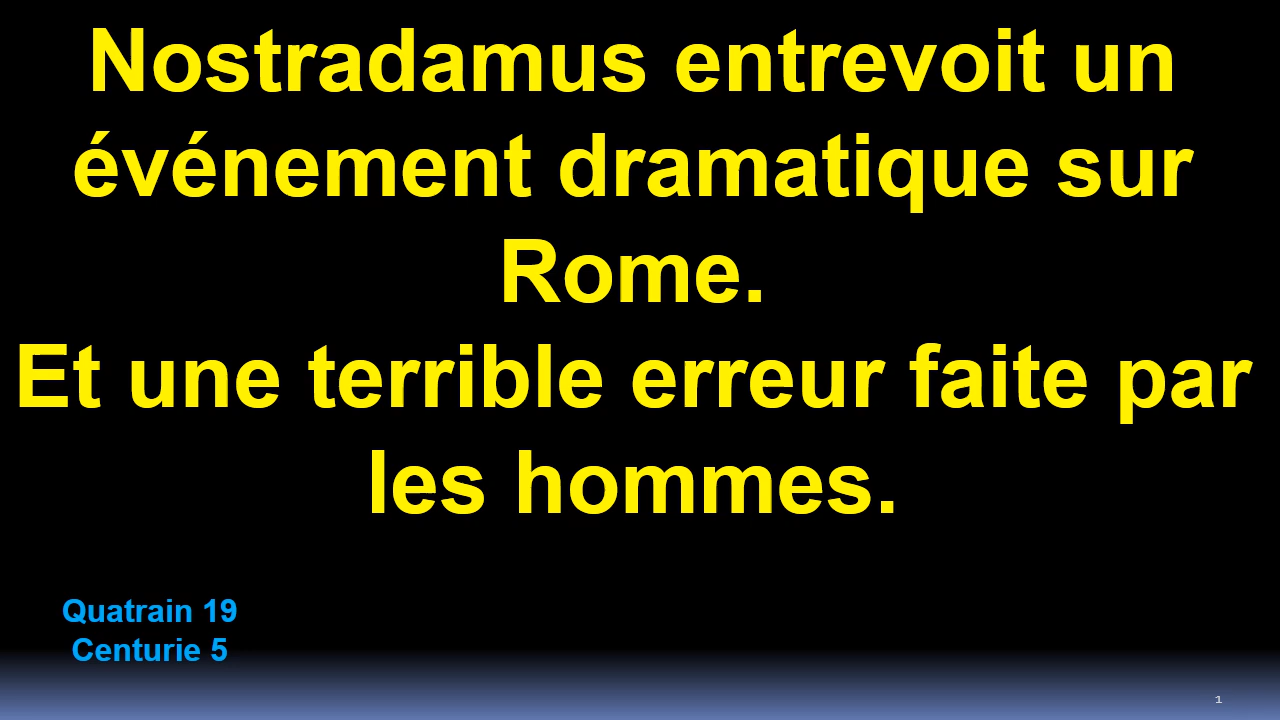 Nostradamus entrevoit un
événement dramatique sur
Rome.
Et une terrible erreur faite par
les hommes.
Quatrain 19
Centurie 5
1